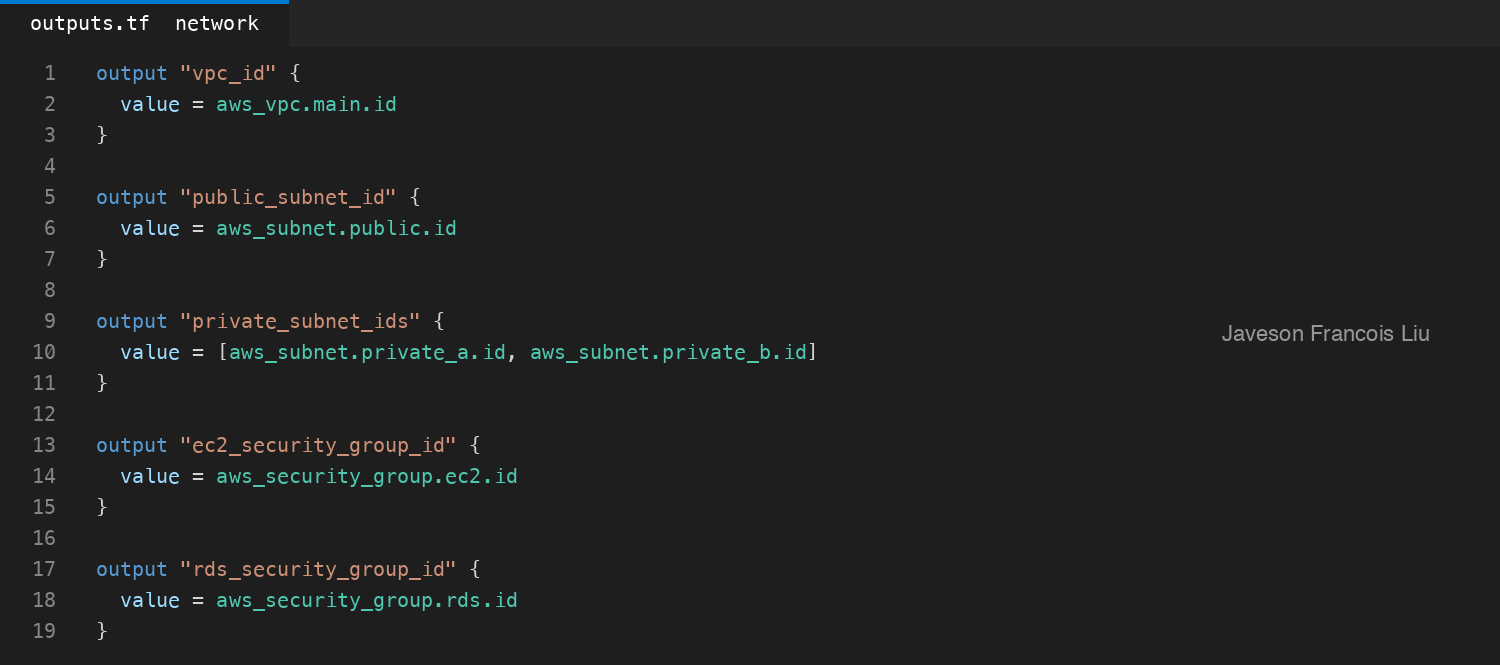 outputs.tf network
1 output "vpc_id" {
2   value = aws_vpc.main.id
3 }
4
5 output "public_subnet_id" {
6   value = aws_subnet.public.id
7 }
8
9 output "private_subnet_ids" {
10   value = [aws_subnet.private_a.id, aws_subnet.private_b.id]
11 }
12
13 output "ec2_security_group_id" {
14   value = aws_security_group.ec2.id
15 }
16
17 output "rds_security_group_id" {
18   value = aws_security_group.rds.id
19 }
Javeson Francois Liu